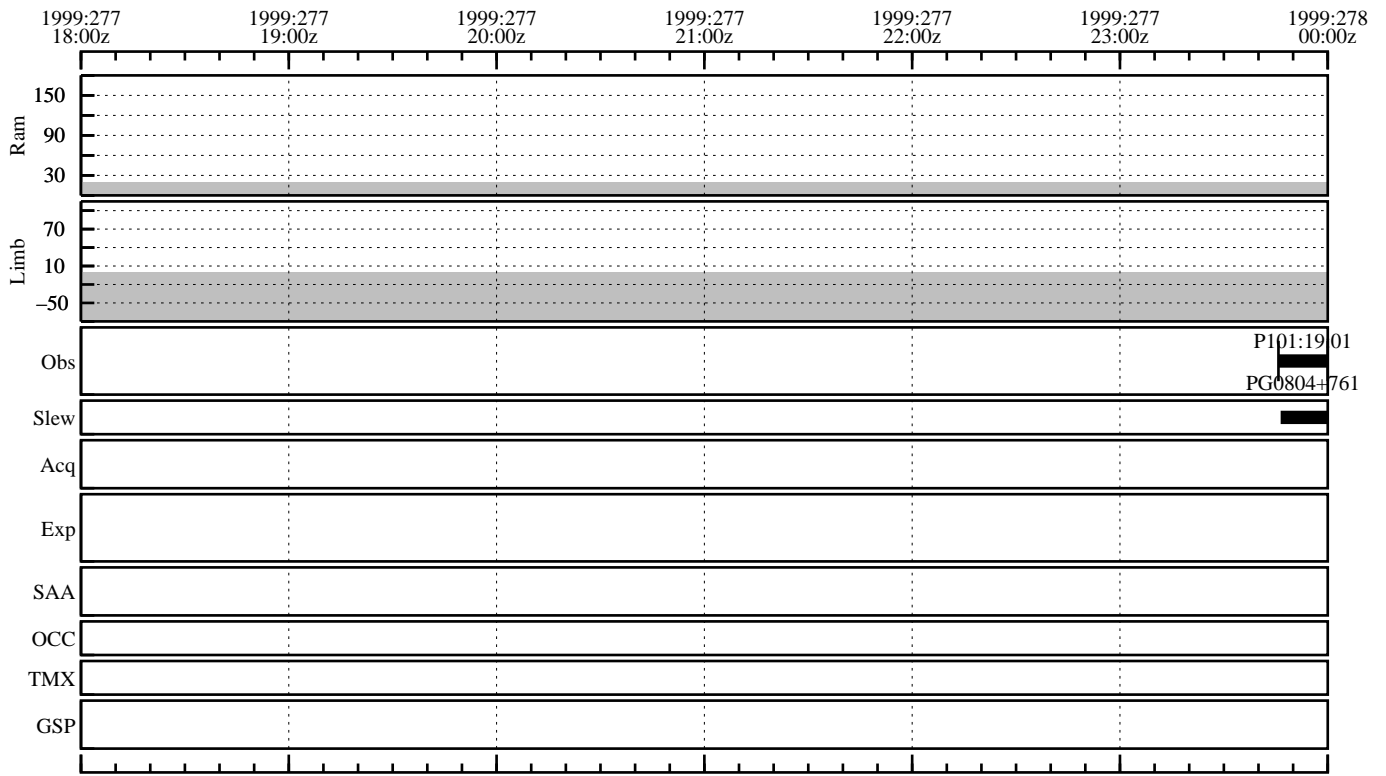 1999:277 1999:277 1999:277 1999:277 1999:277 1999:277 1999:278
18:00z 19:00z 20:00z 21:00z 22:00z 23:00z 00:00z
150
90
30
Ram
70
10
−50
Limb
Obs
P101:19:01
PG0804+761
Slew
Acq
Exp
SAA
OCC
TMX
GSP